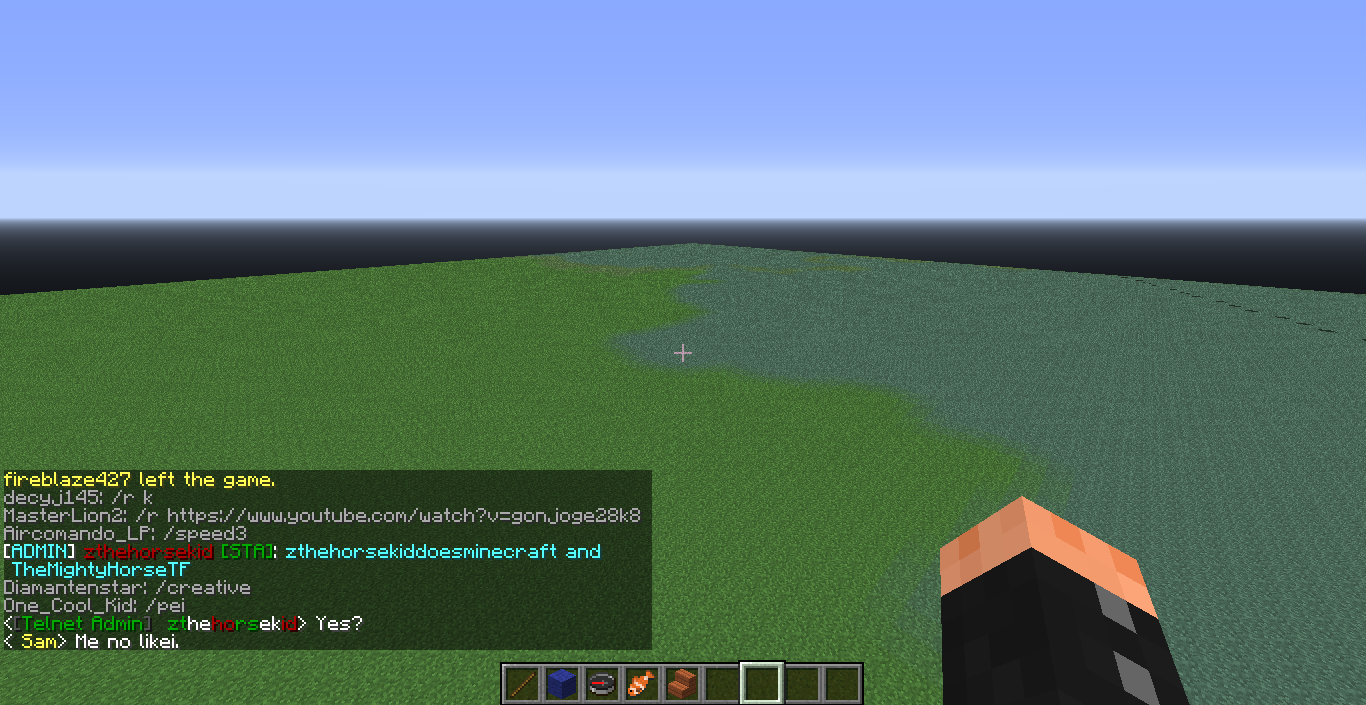 fireblaze427 left the game.
decyj145: /r k
MasterLion2: /r https://www.youtube.com/watch?v=gonjoge28k8
Aircomando_LP: /speed3
[ADMIN] zthehorsekid [STA]: zthehorsekiddoesminecraft and
TheMightyHorseTF
Diamantenstar: /creative
One_Cool_Kid: /pei
<[Telnet Admin] zthehorsekid> Yes?
< Sam> Me no likei.